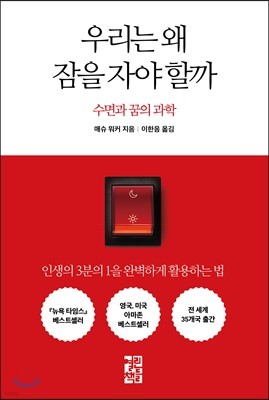 우리는 왜
잠을 자야 할까
수면과 꿈의 과학
매슈 워커 지음 | 이한음 옮김
인생의 3분의 1을 완벽하게 활용하는 법
『뉴욕 타임스』
베스트셀러
영국, 미국
아마존
베스트셀러
전 세계
35개국 출간
열린책들